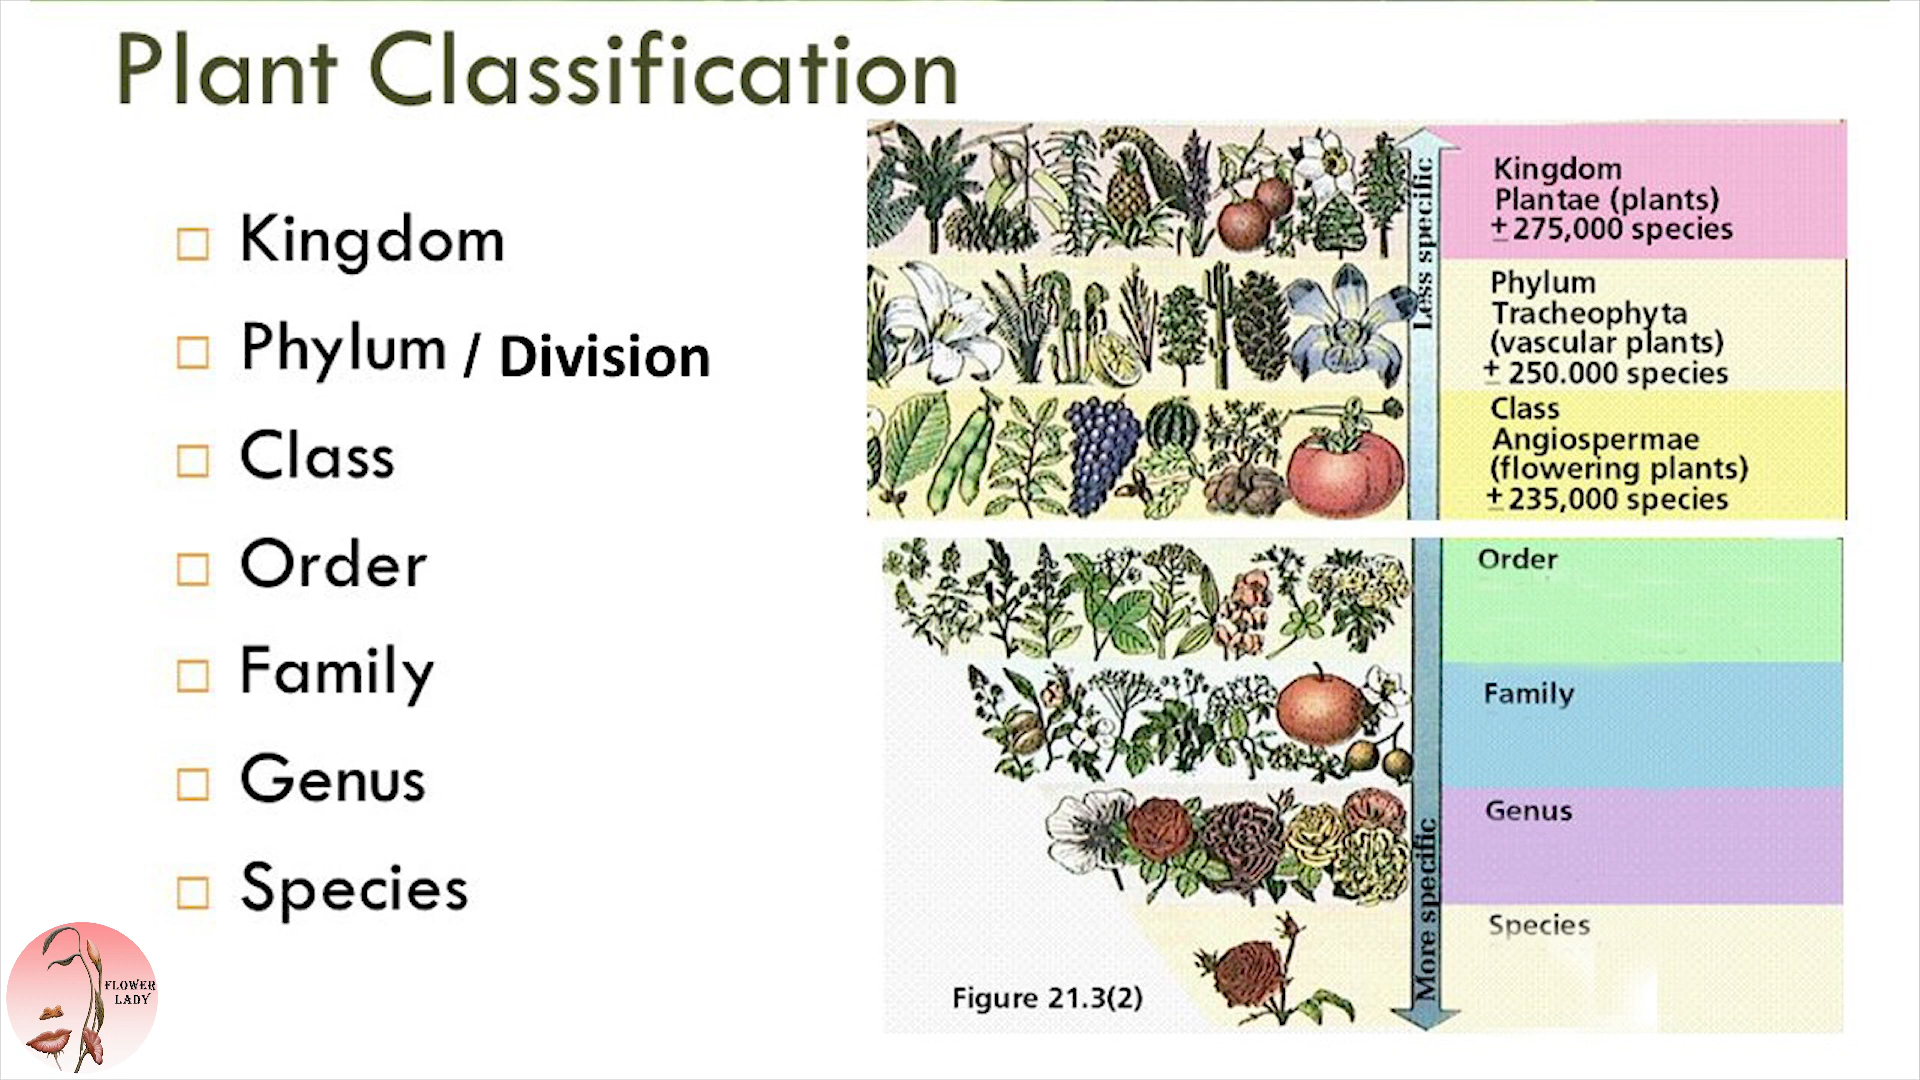 Plant Classification
Kingdom
Phylum / Division
Class
Order
Family
Genus
Species
Less specific
Kingdom
Plantae (plants)
± 275,000 species
Phylum
Tracheophyta
(vascular plants)
± 250.000 species
Class
Angiospermae
(flowering plants)
± 235,000 species
Order
Family
Genus
Species
More specific
Figure 21.3(2)
FLOWER
LADY